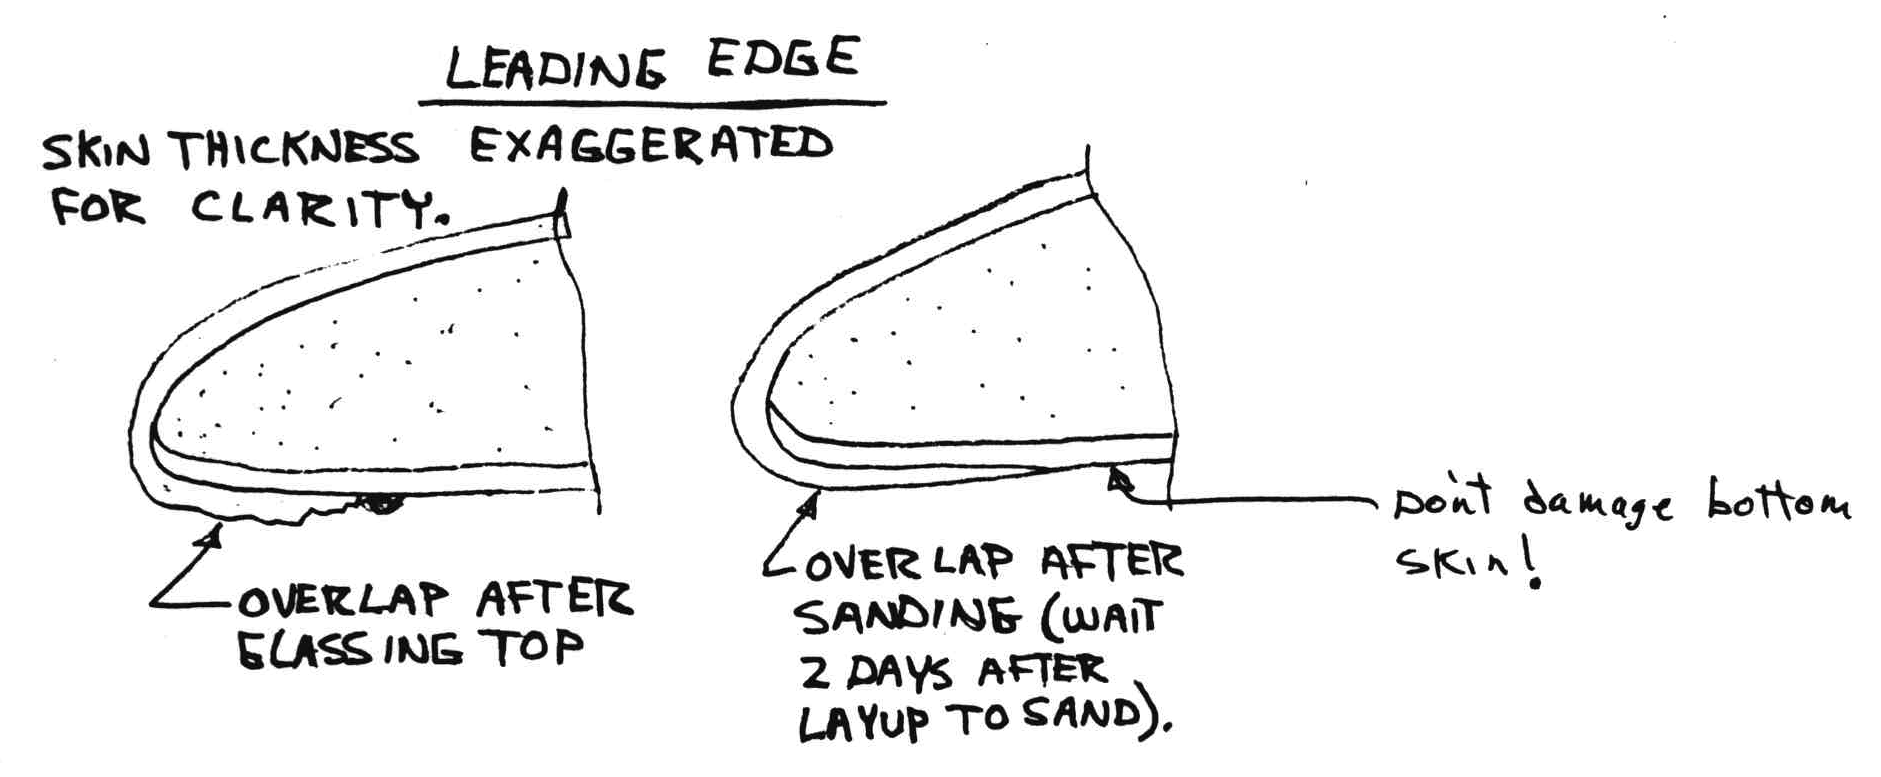 LEADING EDGE
SKIN THICKNESS EXAGGERATED
FOR CLARITY.
OVERLAP AFTER
GLASSING TOP
OVERLAP AFTER
SANDING (WAIT
2 DAYS AFTER
LAYUP TO SAND).
Don't damage bottom
skin!